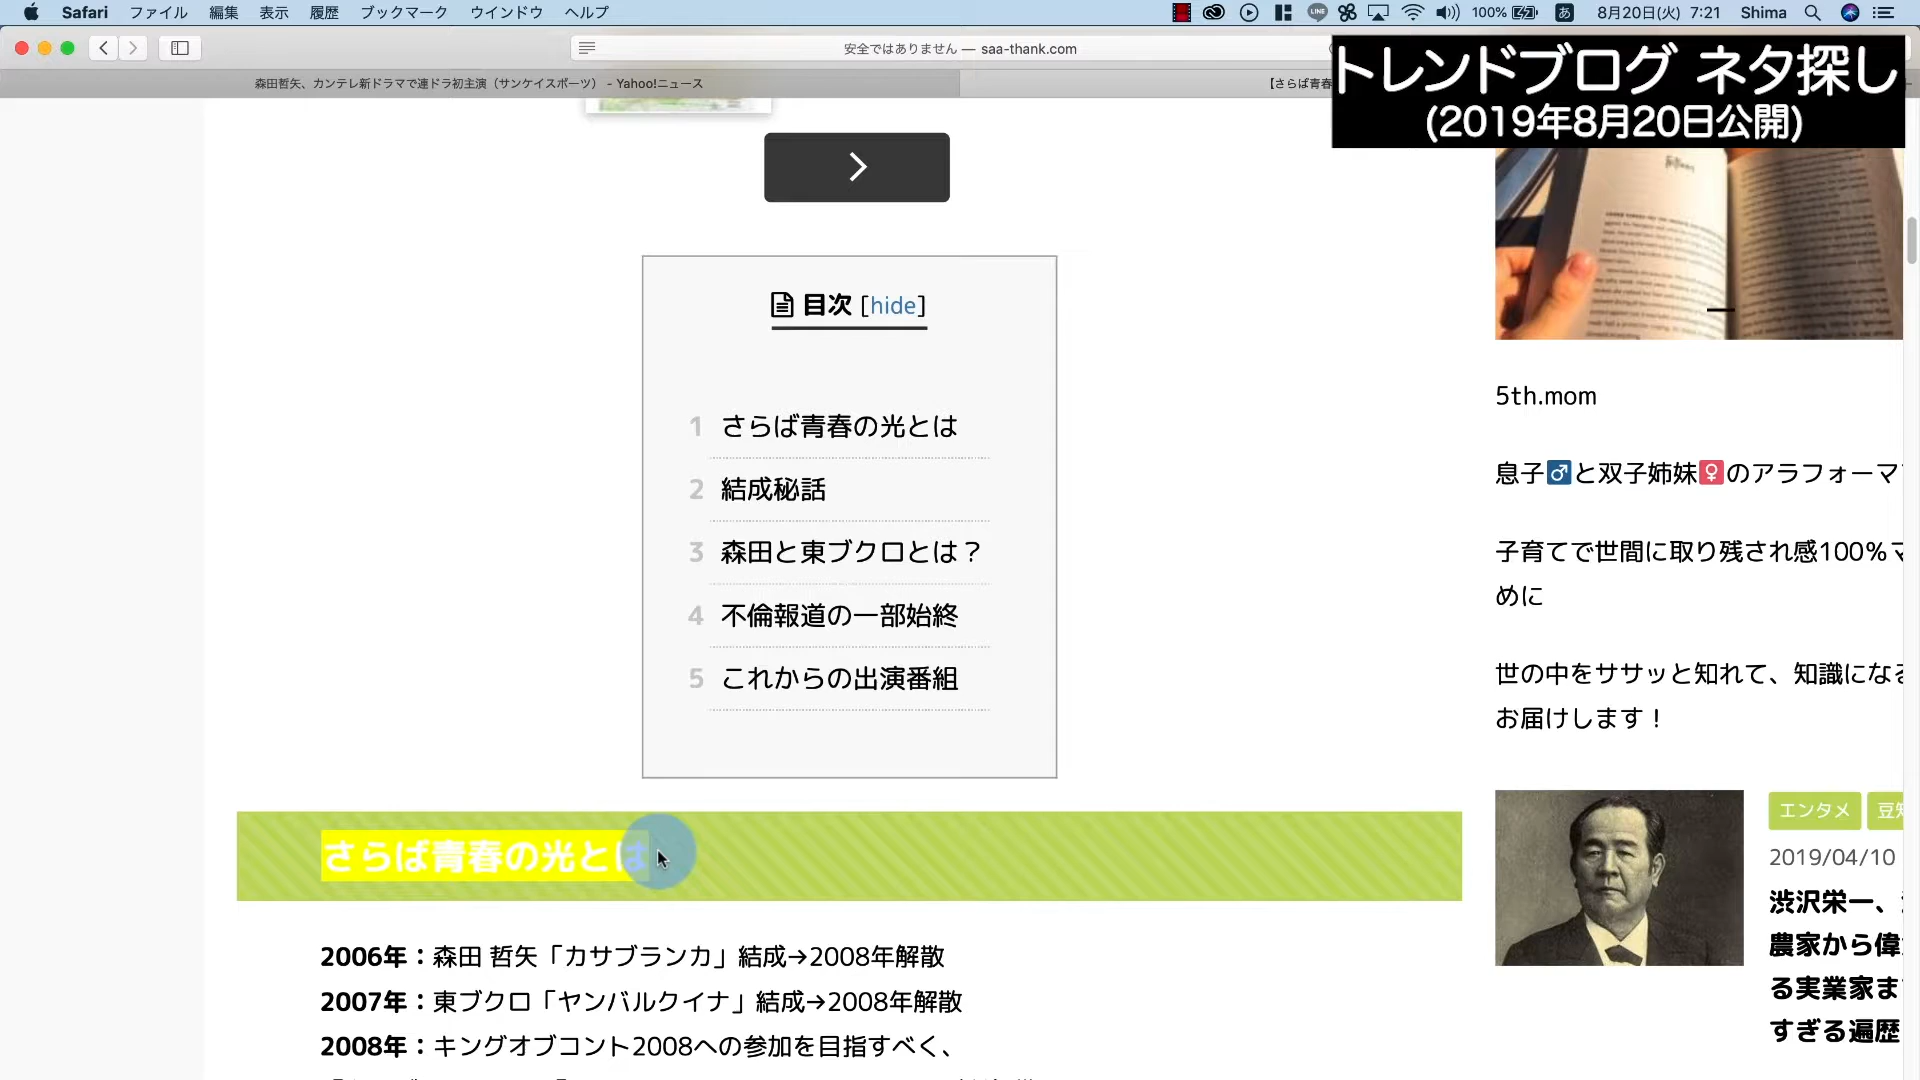 Safari ファイル 編集 表示 履歴 ブックマーク ウインドウ ヘルプ
LINE 100% あ 8月20日(火) 7:21 Shima
安全ではありません — saa-thank.com
森田哲矢、カンテレ新ドラマで連ドラ初主演（サンケイスポーツ） - Yahoo!ニュース
【さらば青春
トレンドブログ ネタ探し
(2019年8月20日公開)
目次 [hide]
1 さらば青春の光とは
2 結成秘話
3 森田と東ブクロとは？
4 不倫報道の一部始終
5 これからの出演番組
さらば青春の光とは
2006年：森田 哲矢「カサブランカ」結成→2008年解散
2007年：東ブクロ「ヤンバルクイナ」結成→2008年解散
2008年：キングオブコント2008への参加を目指すべく、
5th.mom
息子♂と双子姉妹♀のアラフォーマ
子育てで世間に取り残され感100%マ
めに
世の中をササッと知れて、知識になる
お届けします！
エンタメ 豆知
2019/04/10
渋沢栄一、
農家から偉
る実業家ま
すぎる遍歴